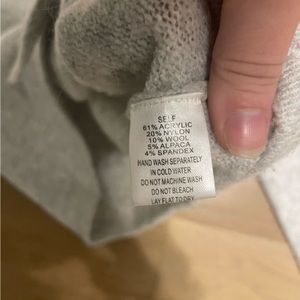 SELF
61% ACRYLIC
20% NYLON
10% WOOL
5% ALPACA
4% SPANDEX
HAND WASH SEPARATELY
IN COLD WATER
DO NOT MACHINE WASH
DO NOT BLEACH
LAY FLAT TO DRY